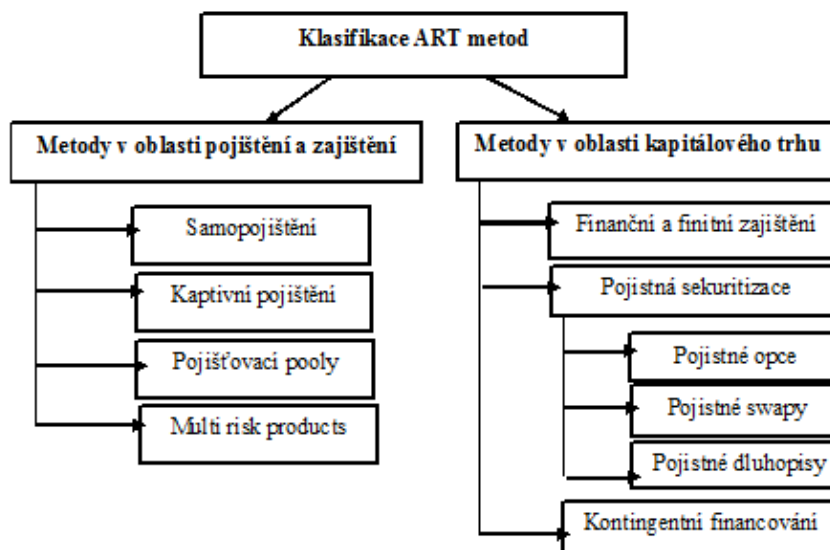 Klasifikace ART metod
Metody v oblasti pojištění a zajištění
Samopojištění
Kaptivní pojištění
Pojišťovací pooly
Multi risk products
Metody v oblasti kapitálového trhu
Finanční a finitní zajištění
Pojistná sekuritizace
Pojistné opce
Pojistné swapy
Pojistné dluhopisy
Kontingentní financování